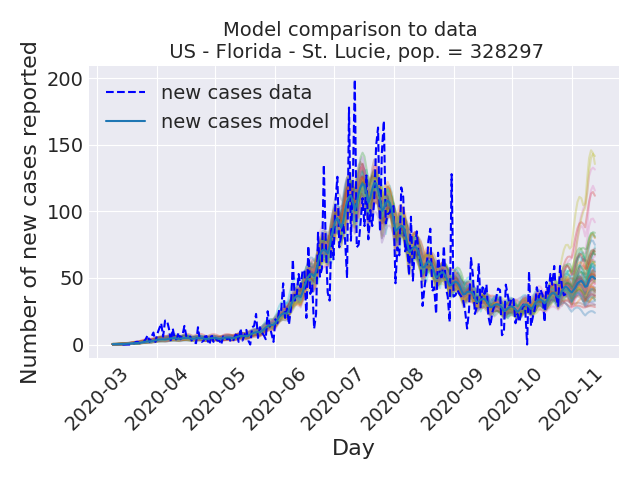 Model comparison to data
US - Florida - St. Lucie, pop. = 328297
Number of new cases reported
200
150
100
50
0
new cases data
new cases model
2020-03
2020-04
2020-05
2020-06
2020-07
2020-08
2020-09
2020-10
2020-11
Day